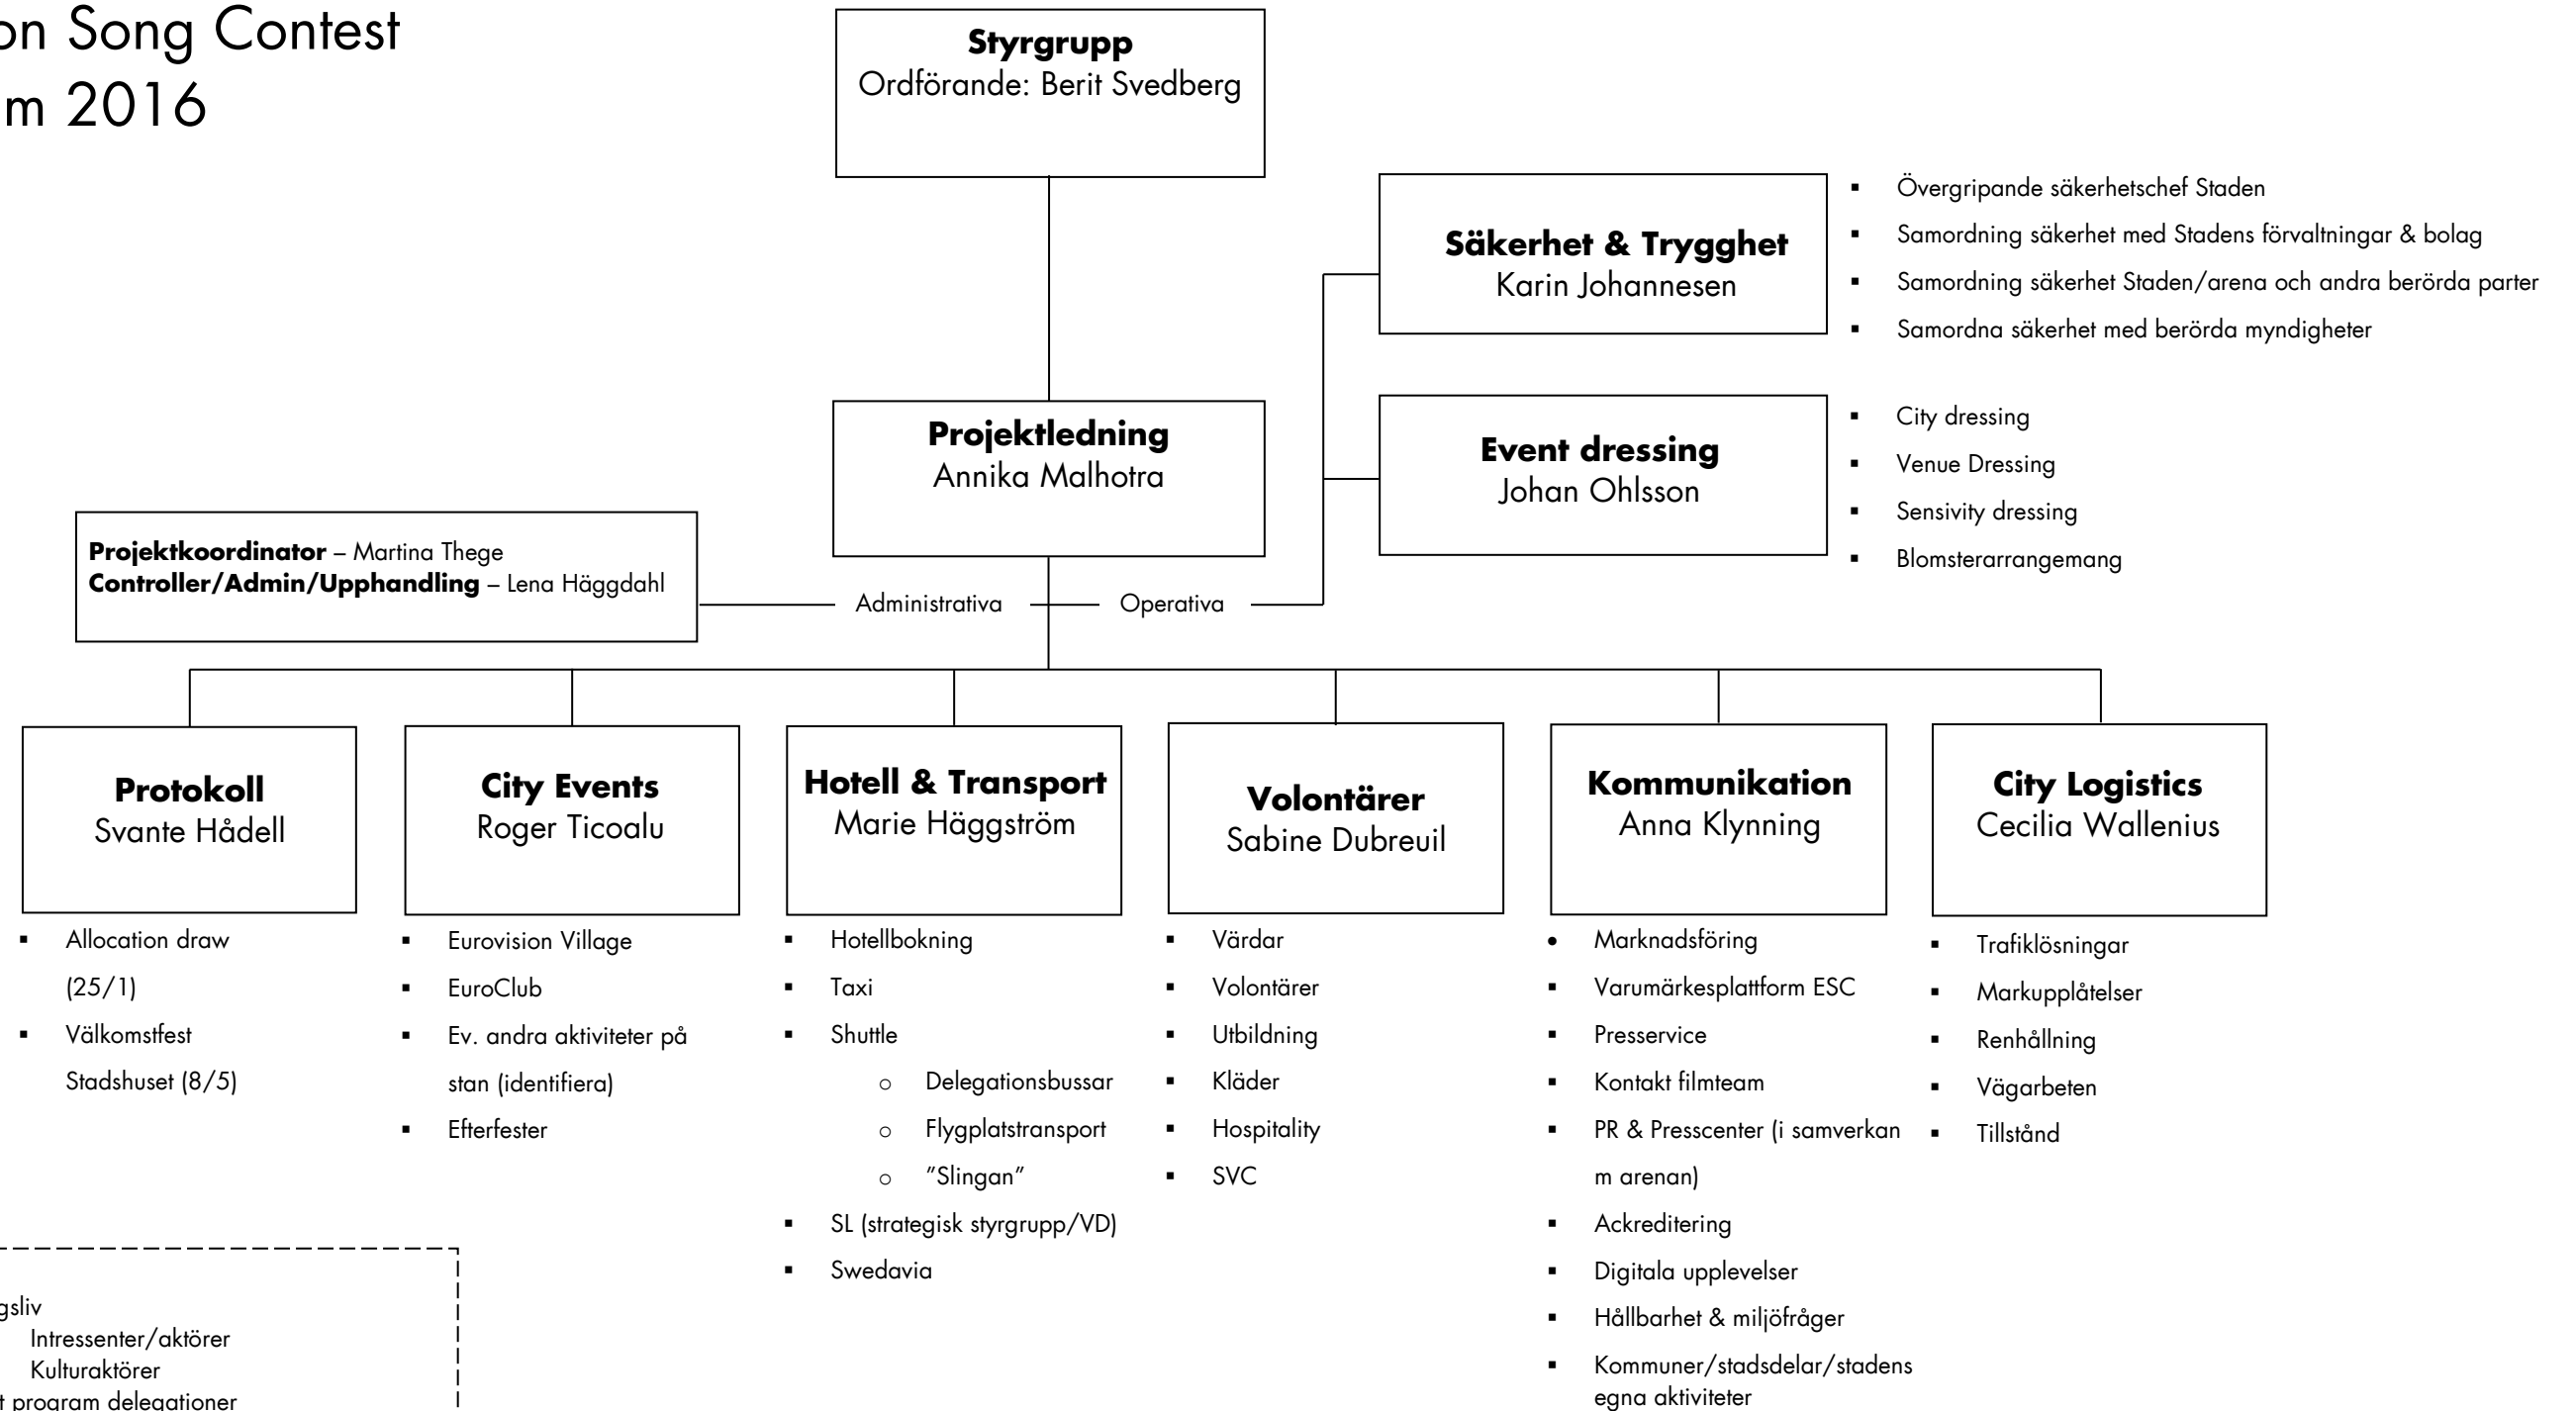 on Song Contest
m 2016
Styrgrupp
Ordförande: Berit Svedberg
Säkerhet & Trygghet
Karin Johannesen
▪ Övergripande säkerhetschef Staden
▪ Samordning säkerhet med Stadens förvaltningar & bolag
▪ Samordning säkerhet Staden/arena och andra berörda parter
▪ Samordna säkerhet med berörda myndigheter
Projektledning
Annika Malhotra
Event dressing
Johan Ohlsson
▪ City dressing
▪ Venue Dressing
▪ Sensivity dressing
▪ Blomsterarrangemang
Projektkoordinator – Martina Thege
Controller/Admin/Upphandling – Lena Häggdahl
Administrativa
Operativa
Protokoll
Svante Hådell
▪ Allocation draw
(25/1)
▪ Välkomstfest
Stadshuset (8/5)
City Events
Roger Ticoalu
▪ Eurovision Village
▪ EuroClub
▪ Ev. andra aktiviteter på
stan (identifiera)
▪ Efterfester
Hotell & Transport
Marie Häggström
▪ Hotellbokning
▪ Taxi
▪ Shuttle
o Delegationsbussar
o Flygplatstransport
o ”Slingan”
▪ SL (strategisk styrgrupp/VD)
▪ Swedavia
Volontärer
Sabine Dubreuil
▪ Värdar
▪ Volontärer
▪ Utbildning
▪ Kläder
▪ Hospitality
▪ SVC
Kommunikation
Anna Klynning
• Marknadsföring
▪ Varumärkesplattform ESC
▪ Presservice
▪ Kontakt filmteam
▪ PR & Presscenter (i samverkan
m arenan)
▪ Ackreditering
▪ Digitala upplevelser
▪ Hållbarhet & miljöfråger
▪ Kommuner/stadsdelar/stadens
egna aktiviteter
City Logistics
Cecilia Wallenius
▪ Trafiklösningar
▪ Markupplåtelser
▪ Renhållning
▪ Vägarbeten
▪ Tillstånd
gsliv
Intressenter/aktörer
Kulturaktörer
t program delegationer